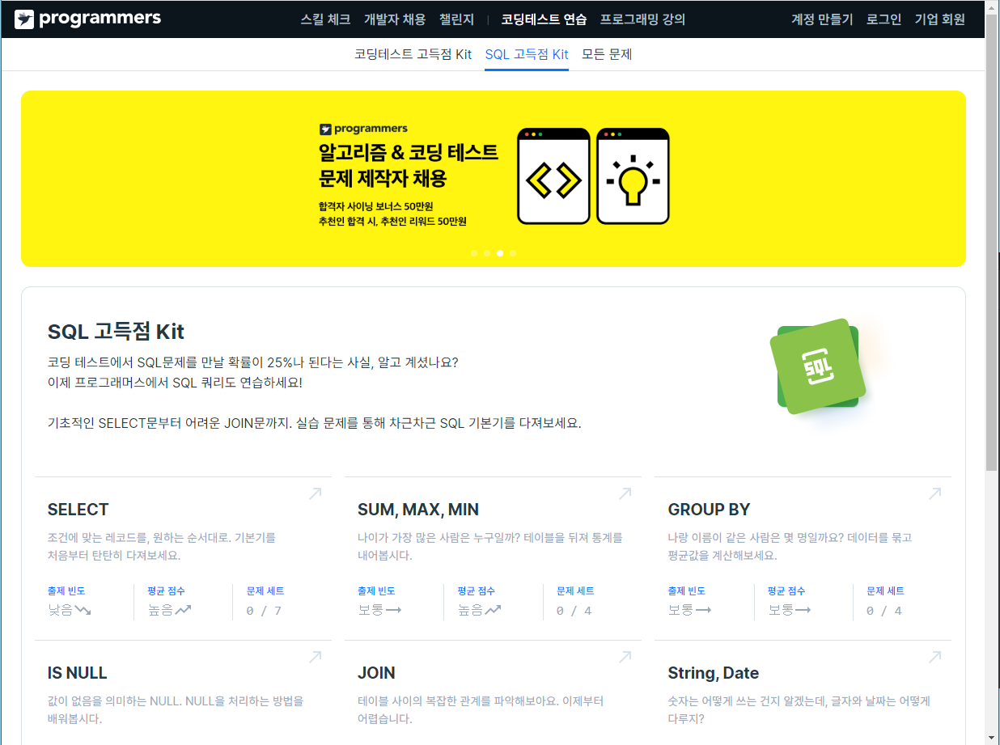 programmers
스킬 체크 개발자 채용 챌린지 | 코딩테스트 연습 프로그래밍 강의
계정 만들기 로그인 기업 회원
코딩테스트 고득점 Kit SQL 고득점 Kit 모든 문제
programmers
알고리즘 & 코딩 테스트
문제 제작자 채용
합격자 사이닝 보너스 50만원
추천인 합격 시, 추천인 리워드 50만원
SQL 고득점 Kit
코딩 테스트에서 SQL문제를 만날 확률이 25%나 된다는 사실, 알고 계셨나요?
이제 프로그래머스에서 SQL 쿼리도 연습하세요!
기초적인 SELECT문부터 어려운 JOIN문까지. 실습 문제를 통해 차근차근 SQL 기본기를 다져보세요.
SQL
SELECT
조건에 맞는 레코드를, 원하는 순서대로. 기본기를
처음부터 탄탄히 다져보세요.
출제 빈도 평균 점수 문제 세트
낮음 높음 0 / 7
SUM, MAX, MIN
나이가 가장 많은 사람은 누구일까? 테이블을 뒤져 통계를
내어봅시다.
출제 빈도 평균 점수 문제 세트
보통 높음 0 / 4
GROUP BY
나랑 이름이 같은 사람은 몇 명일까요? 데이터를 묶고
평균값을 계산해보세요.
출제 빈도 평균 점수 문제 세트
보통 보통 0 / 4
IS NULL
값이 없음을 의미하는 NULL. NULL을 처리하는 방법을
배워봅시다.
JOIN
테이블 사이의 복잡한 관계를 파악해보아요. 이제부터
어렵습니다.
String, Date
숫자는 어떻게 쓰는 건지 알겠는데, 글자와 날짜는 어떻게
다루지?